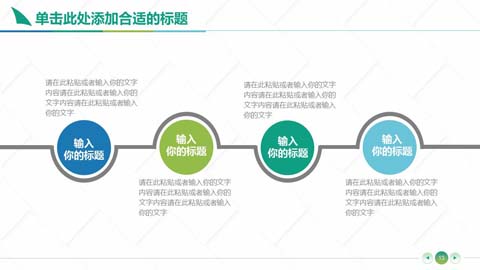 单击此处添加合适的标题
请在此粘贴或者输入你的文字
内容请在此粘贴或者输入你的
文字内容请在此粘贴或者输入
你的文字
请在此粘贴或者输入你的文字
内容请在此粘贴或者输入你的
文字内容请在此粘贴或者输入
你的文字
输入
你的标题
输入
你的标题
输入
你的标题
输入
你的标题
请在此粘贴或者输入你的文字
内容请在此粘贴或者输入你的
文字内容请在此粘贴或者输入
你的文字
请在此粘贴或者输入你的文字
内容请在此粘贴或者输入你的
文字内容请在此粘贴或者输入
你的文字